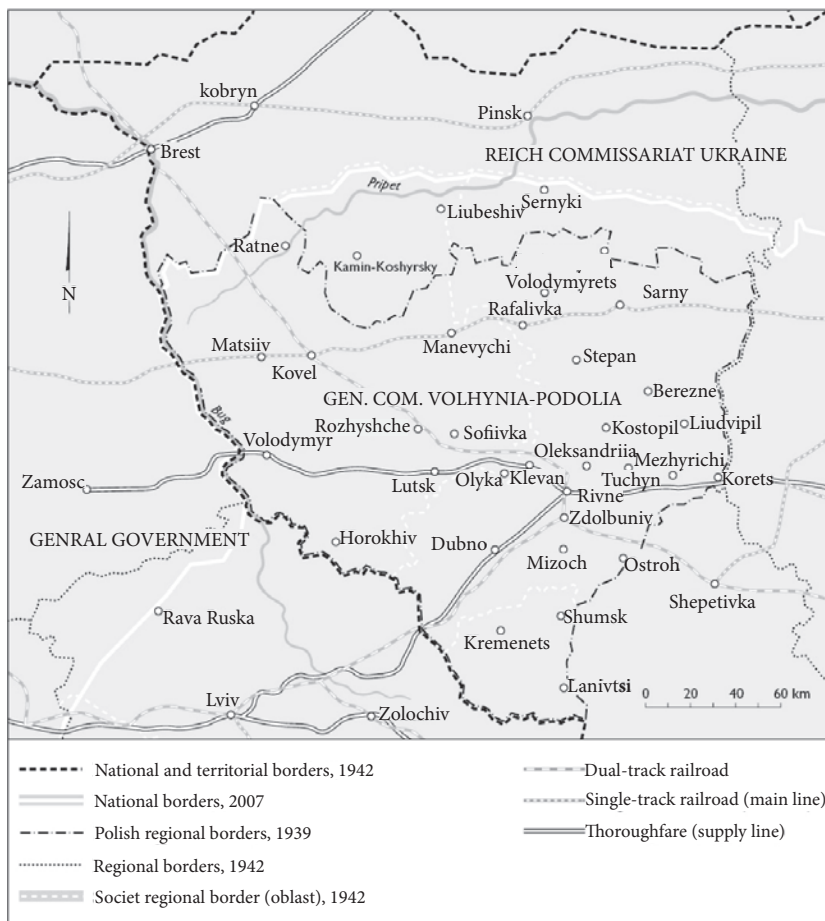 kobryn
Pinsk
Brest
REICH COMMISSARIAT UKRAINE
Pripet
Sernyki
Liubeshiv
Ratne
Kamin-Koshyrsky
N
Volodymyrets
Sarny
Rafalivka
Matsiiv
Manevychi
Kovel
Stepan
Berezne
GEN. COM. VOLHYNIA-PODOLIA
Bug
Rozhyshche
Sofiivka
Kostopil
Liudvipil
Volodymyr
Oleksandriia
Mezhyrichi
Zamosc
Lutsk
Olyka
Klevan
Tuchyn
Korets
Rivne
Zdolbuniv
GENRAL GOVERNMENT
Horokhiv
Dubno
Mizoch
Ostroh
Shepetivka
Rava Ruska
Shumsk
Kremenets
Lanivtsi
0 20 40 60 km
Lviv
Zolochiv
National and territorial borders, 1942
National borders, 2007
Polish regional borders, 1939
Regional borders, 1942
Societ regional border (oblast), 1942
Dual-track railroad
Single-track railroad (main line)
Thoroughfare (supply line)